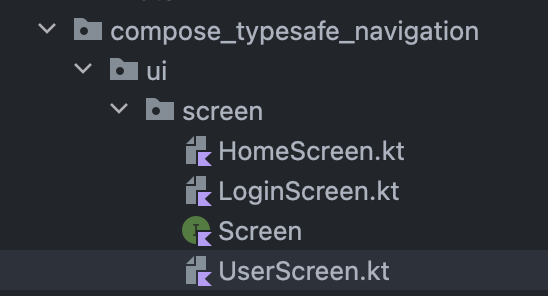 compose_typesafe_navigation
ui
screen
HomeScreen.kt
LoginScreen.kt
Screen
UserScreen.kt